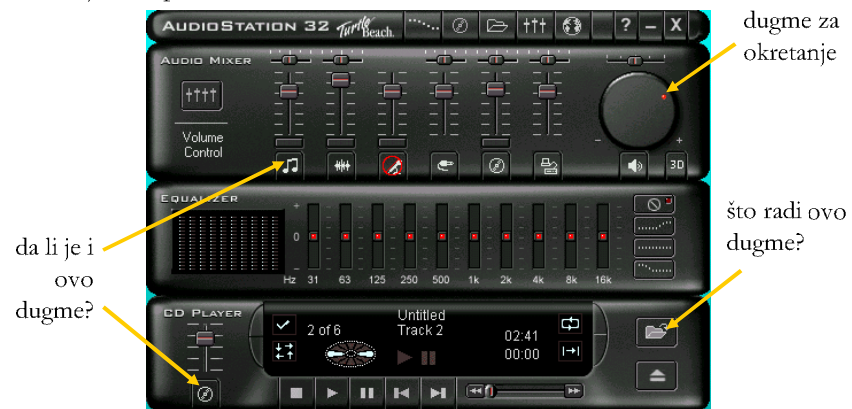 AUDIOSTATION 32 Turtle Beach.
? – X
dugme za
okretanje
AUDIO MIXER
Volume
Control
– +
3D
EQUALIZER
+
0
–
Hz 31 63 125 250 500 1k 2k 4k 8k 16k
što radi ovo
dugme?
da li je i
ovo
dugme?
CD PLAYER
2 of 6
Untitled
Track 2
02:41
00:00